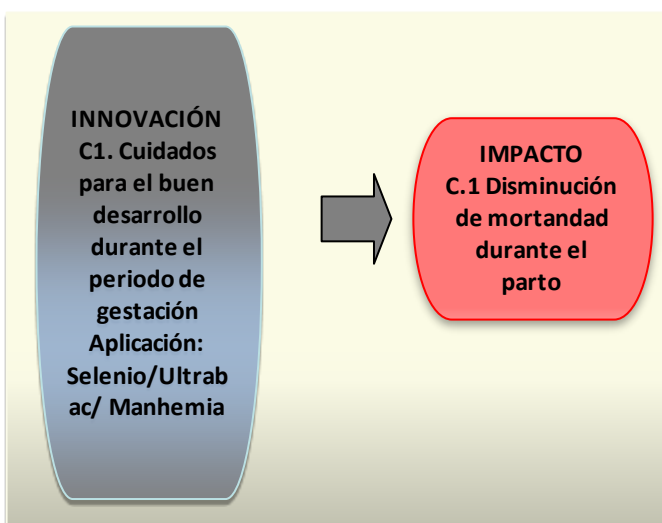 INNOVACIÓN
C1. Cuidados
para el buen
desarrollo
durante el
periodo de
gestación
Aplicación:
Selenio/Ultrab
ac/ Manhemia
IMPACTO
C.1 Disminución
de mortandad
durante el
parto